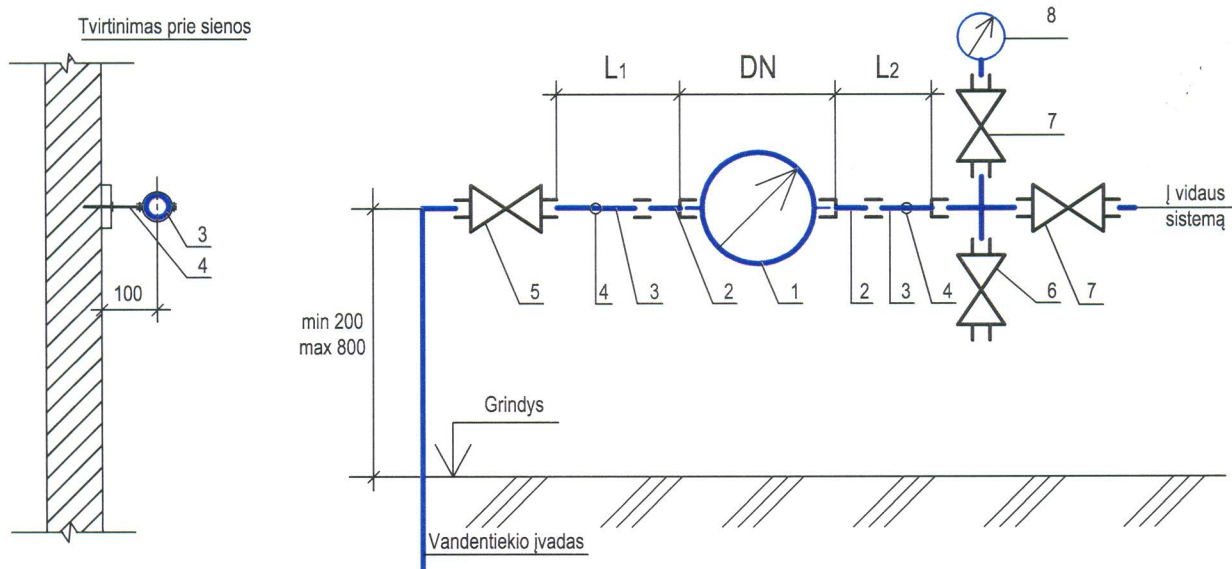 Tvirtinimas prie sienos
3
4
100
L1
DN
L2
8
7
Į vidaus
sistemą
5
4
3
2
1
2
3
4
6
7
min 200
max 800
Grindys
Vandentiekio įvadas